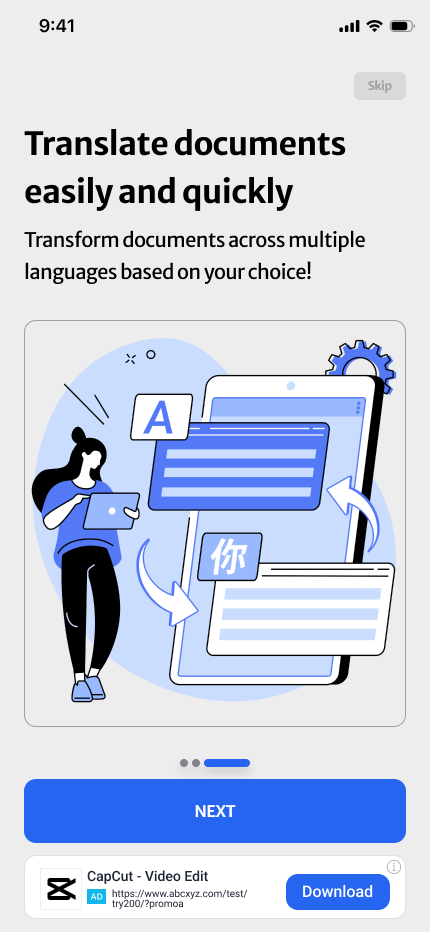 9:41
Skip
Translate documents
easily and quickly
Transform documents across multiple
languages based on your choice!
A
你
NEXT
CapCut - Video Edit
AD
https://www.abcxyz.com/test/
try200/?promoa
Download